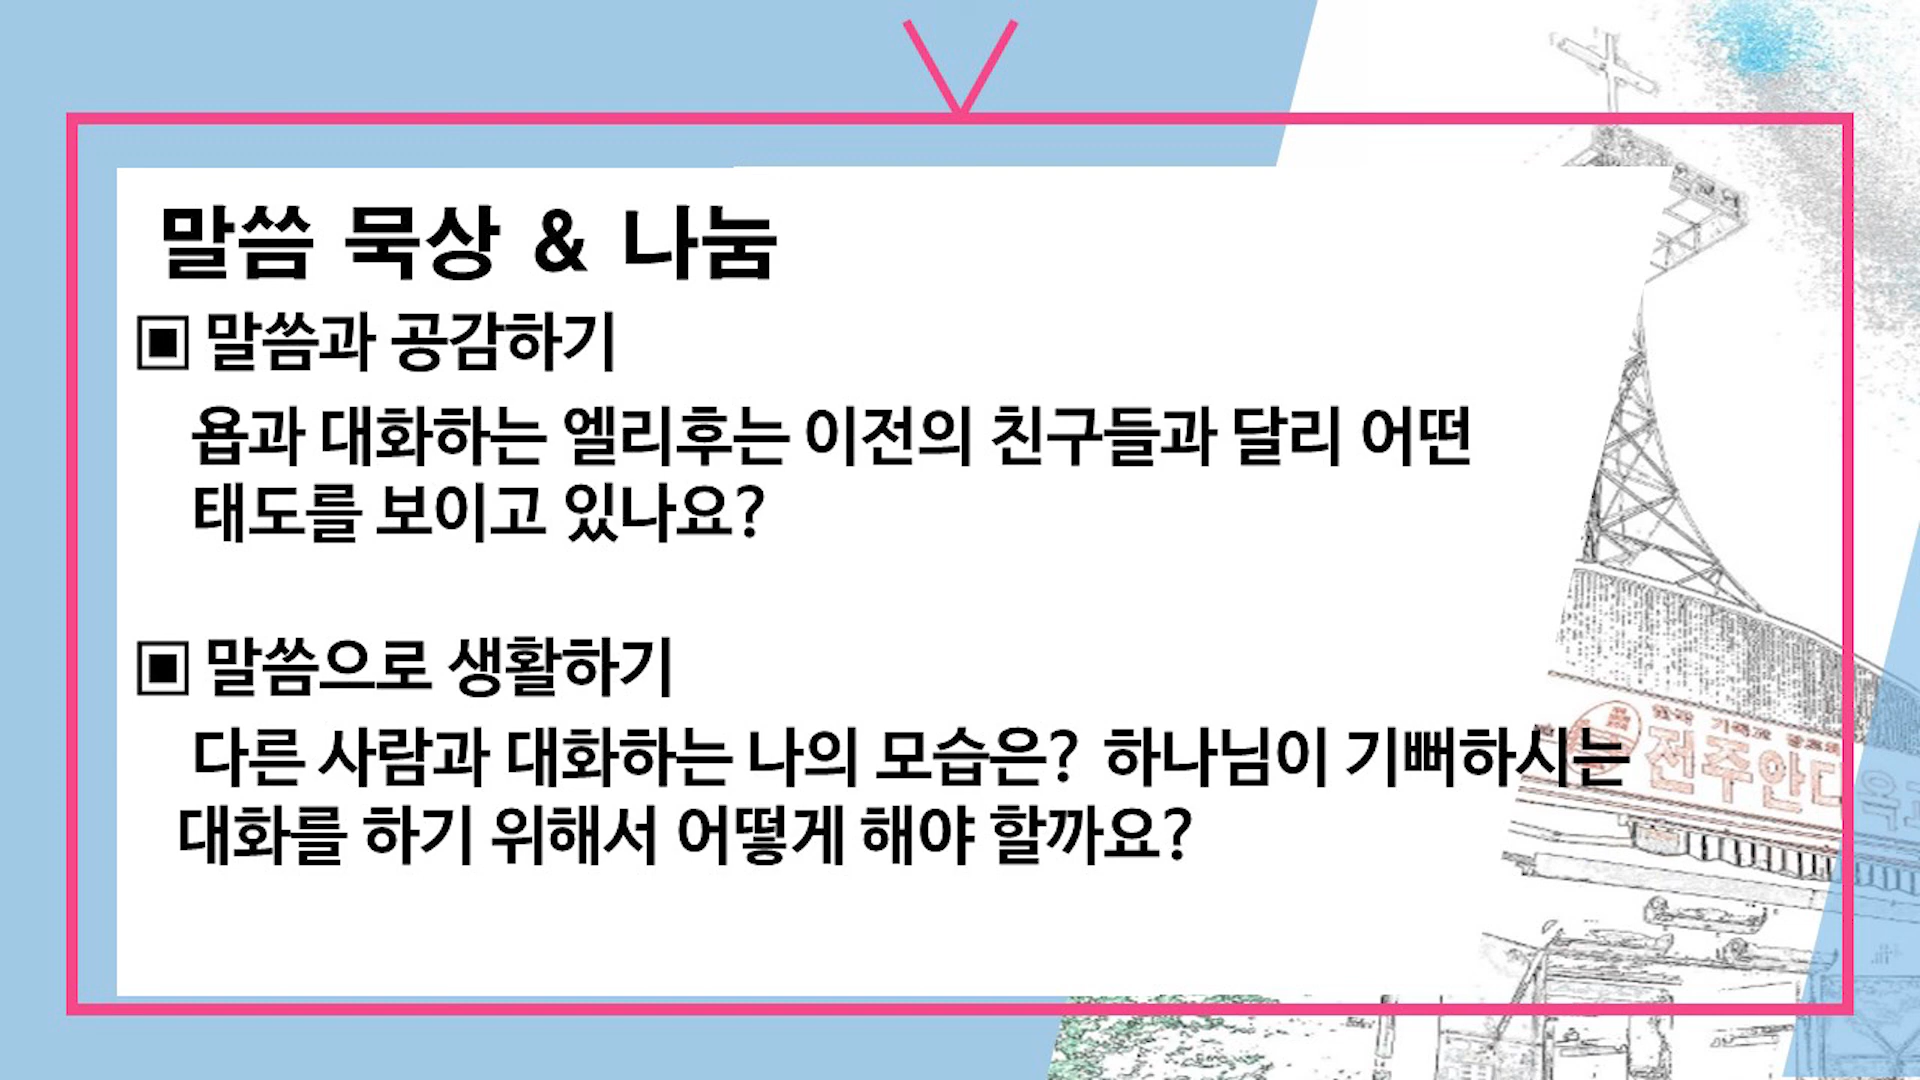 말씀 묵상 & 나눔
▣ 말씀과 공감하기
욥과 대화하는 엘리후는 이전의 친구들과 달리 어떤
태도를 보이고 있나요?
▣ 말씀으로 생활하기
다른 사람과 대화하는 나의 모습은? 하나님이 기뻐하시는
대화를 하기 위해서 어떻게 해야 할까요?
전주안디